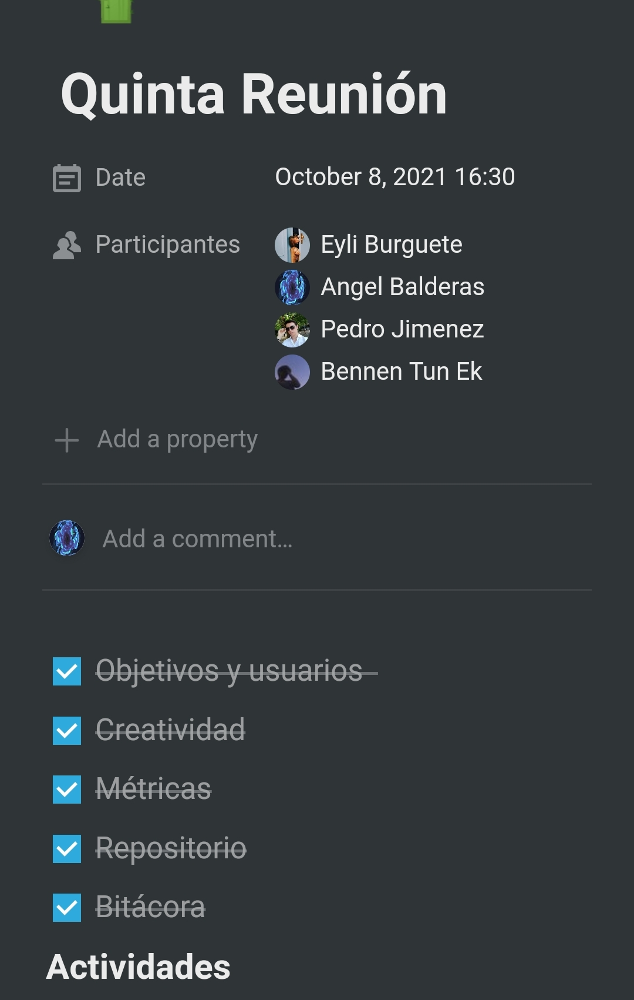 Quinta Reunión
Date October 8, 2021 16:30
Participantes Eyli Burguete
Angel Balderas
Pedro Jimenez
Bennen Tun Ek
Add a property
Add a comment...
Objetivos y usuarios
Creatividad
Métricas
Repositorio
Bitácora
Actividades